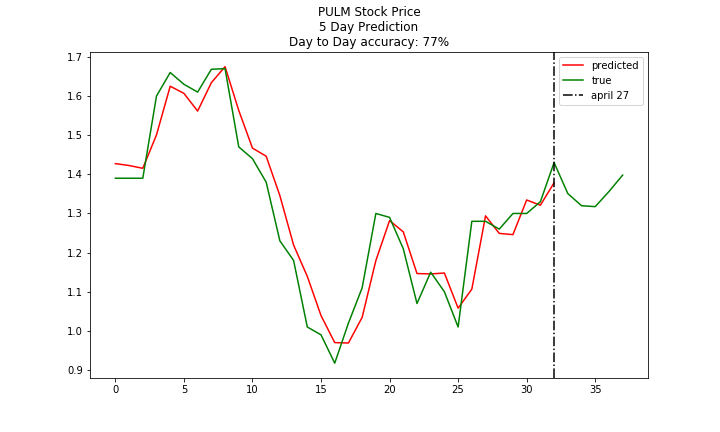 PULM Stock Price
5 Day Prediction
Day to Day accuracy: 77%
predicted
true
april 27
1.7
1.6
1.5
1.4
1.3
1.2
1.1
1.0
0.9
0 5 10 15 20 25 30 35